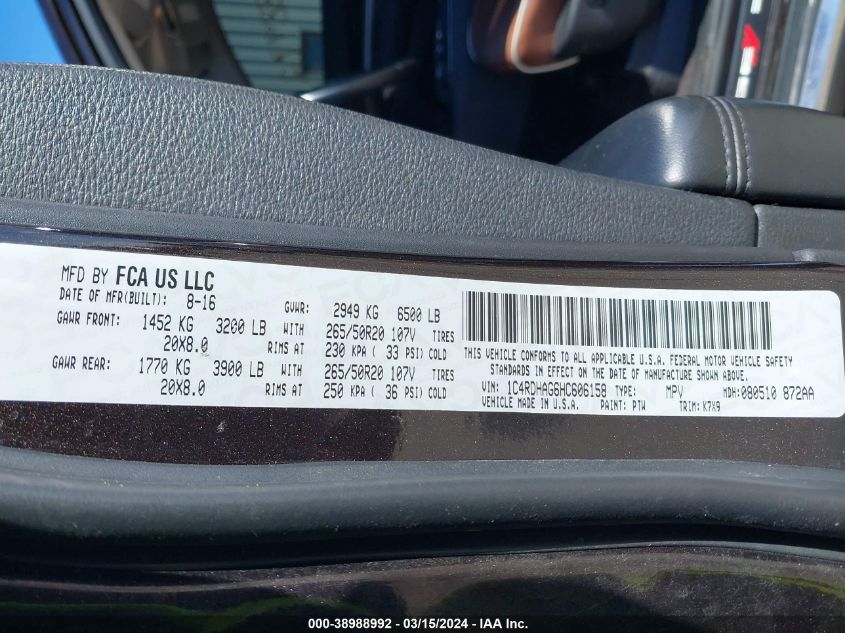 MFD BY FCA US LLC
DATE OF MFR(BUILT): 8-16 GVWR: 2949 KG 6500 LB
GAWR FRONT: 1452 KG 3200 LB WITH 265/50R20 107V TIRES
20X8.0 RIMS AT 230 KPA ( 33 PSI) COLD
GAWR REAR: 1770 KG 3900 LB WITH 265/50R20 107V TIRES
20X8.0 RIMS AT 250 KPA ( 36 PSI) COLD
THIS VEHICLE CONFORMS TO ALL APPLICABLE U.S.A. FEDERAL MOTOR VEHICLE SAFETY
STANDARDS IN EFFECT ON THE DATE OF MANUFACTURE SHOWN ABOVE.
VIN: 1C4RDHAG6HC606158 TYPE: MPV MDH: 080510 872AA
VEHICLE MADE IN U.S.A. PAINT: PTW TRIM: K7X9
000-38988992 - 03/15/2024 - IAA Inc.